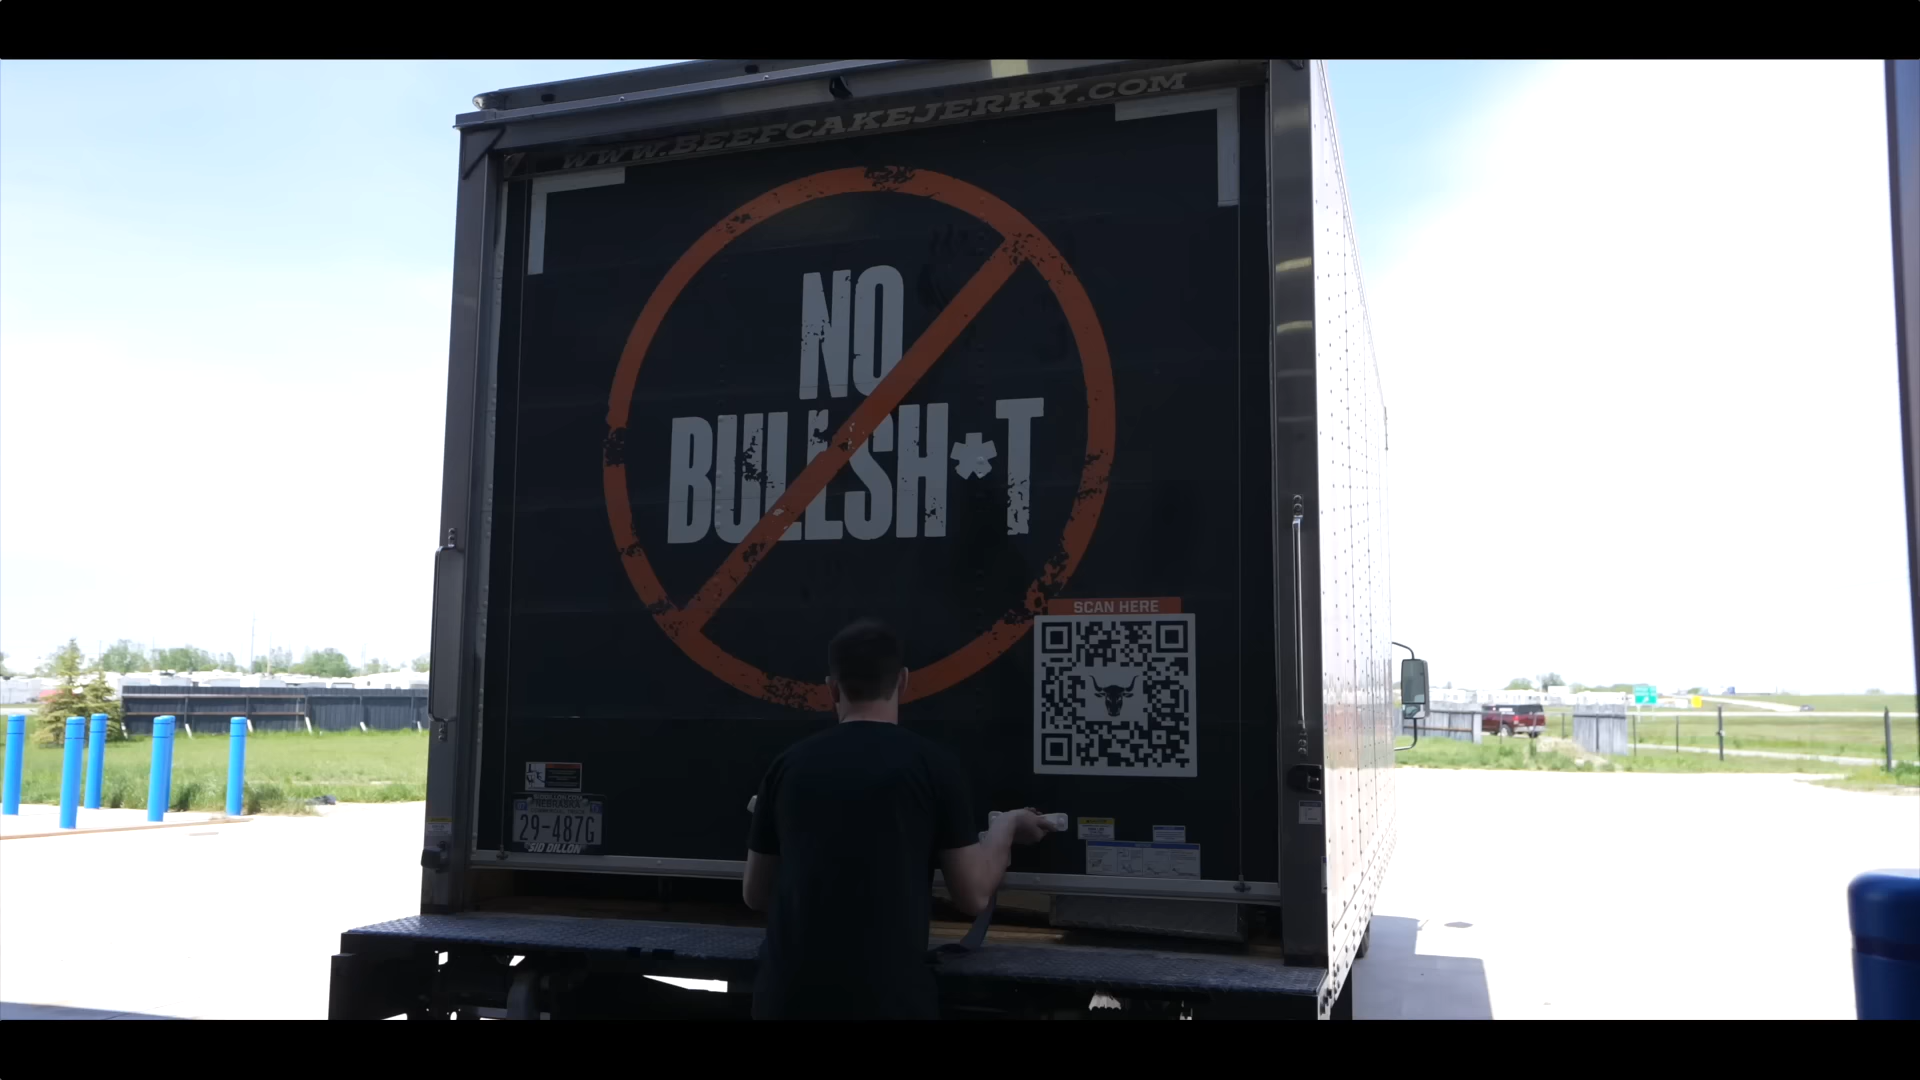 WWW.BEEFCAKEJERKY.COM
NO
BULLSH*T
SCAN HERE
NEBRASKA
29-487G
SID DILLON